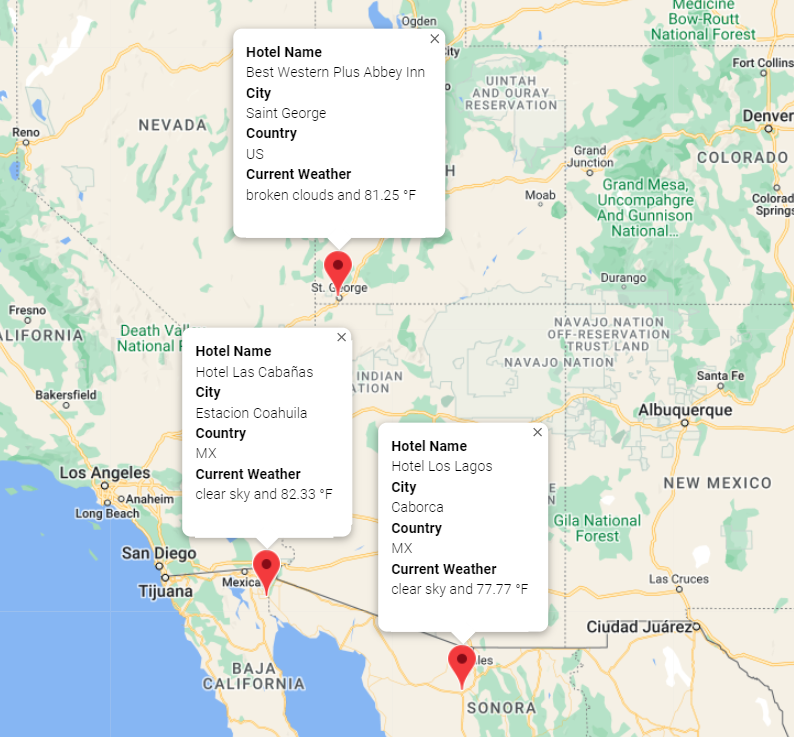 Ogden
MEDICINE
Bow-Routt
National Forest
Fort Collins
UINTAH
AND OURAY
RESERVATION
Denver
Reno
NEVADA
Hotel Name
Best Western Plus Abbey Inn
City
Saint George
Country
US
Current Weather
broken clouds and 81.25 °F
Grand
Junction
COLORADO
Moab
Grand Mesa,
Uncompahgre
And Gunnison
National...
Colorad
Springs
St. George
Durango
Fresno
ALIFORNIA
Death Vall
National P
NAVAJO NATION
OFF-RESERVATION
TRUST LAND
NAVAJO NATION
INDIAN
ATION
Santa Fe
Albuquerque
Bakersfield
Hotel Name
Hotel Las Cabañas
City
Estacion Coahuila
Country
MX
Current Weather
clear sky and 82.33 °F
Hotel Name
Hotel Los Lagos
City
Caborca
Country
MX
Current Weather
clear sky and 77.77 °F
Los Angeles
Anaheim
Long Beach
NEW MEXICO
Gila National
Forest
San Diego
Tijuana
Mexica
Las Cruces
Ciudad Juárez
BAJA
CALIFORNIA
ales
SONORA